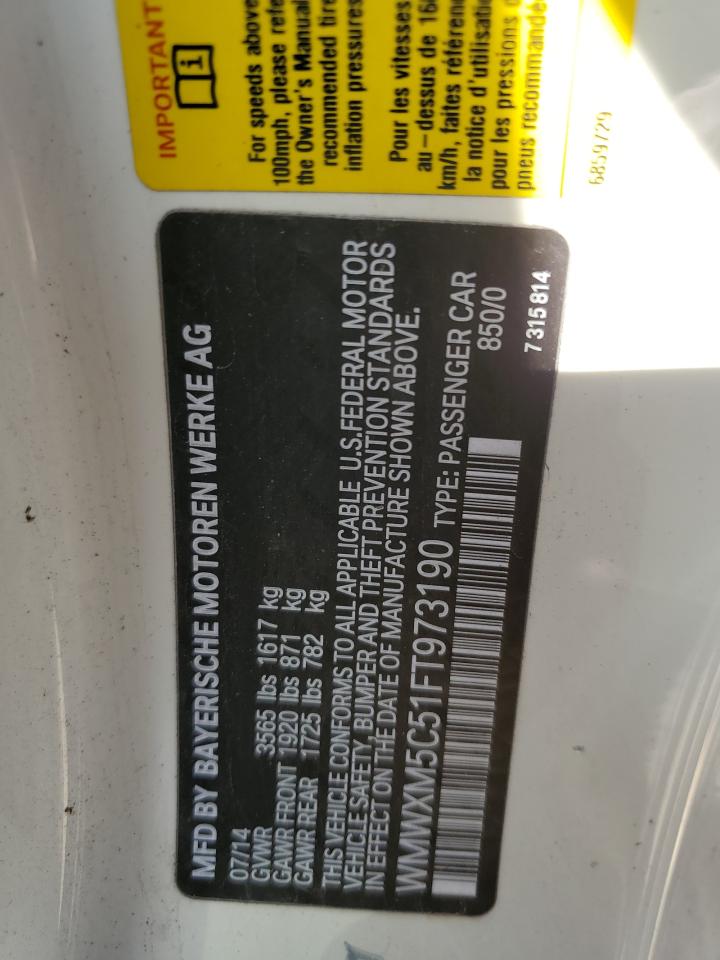 IMPORTANT
i
For speeds above
100mph, please refe
the Owner's Manual
recommended tire
inflation pressures
Pour les vitesses
au-dessus de 160
km/h, faites référen
la notice d'utilisatio
pour les pressions d
pneus recommandé
6859729
MFD BY BAYERISCHE MOTOREN WERKE AG
07/14
GVWR 3565 lbs 1617 kg
GAWR FRONT 1920 lbs 871 kg
GAWR REAR 1725 lbs 782 kg
THIS VEHICLE CONFORMS TO ALL APPLICABLE U.S.FEDERAL MOTOR
VEHICLE SAFETY, BUMPER AND THEFT PREVENTION STANDARDS
IN EFFECT ON THE DATE OF MANUFACTURE SHOWN ABOVE.
WMWXM5C51FT973190 TYPE: PASSENGER CAR
850/0
7 315 814